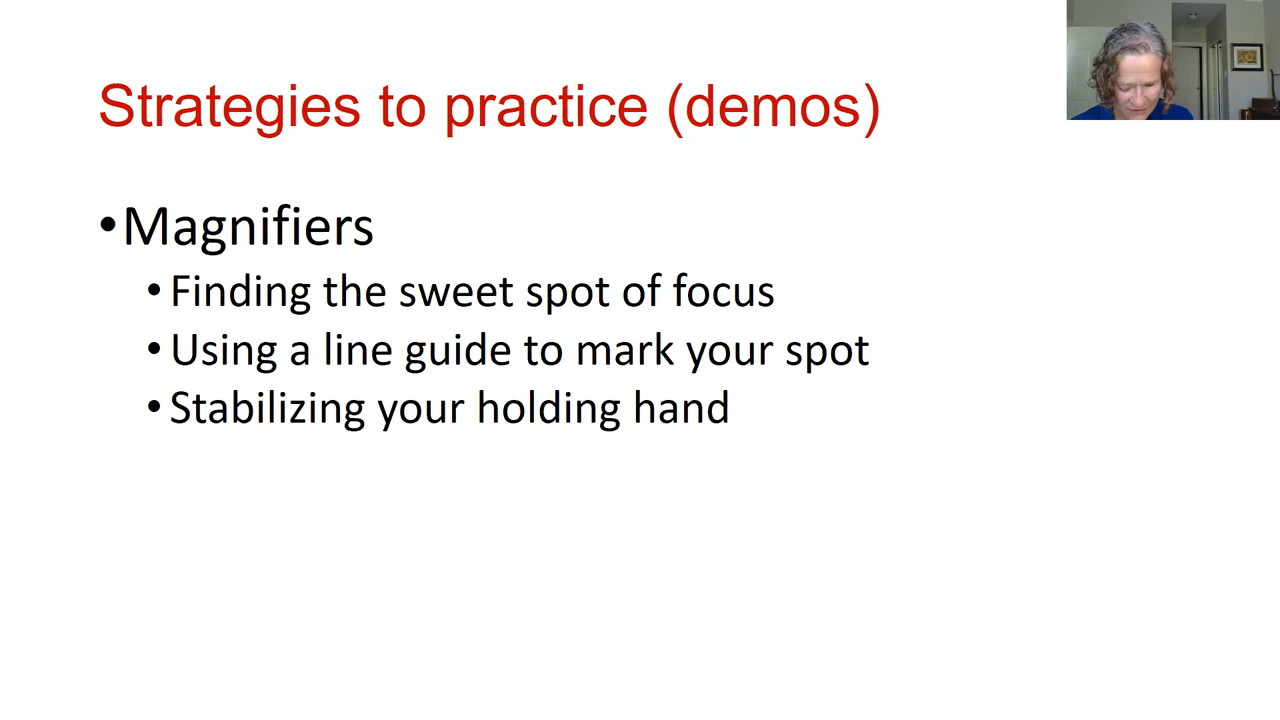 Strategies to practice (demos)
•Magnifiers
•Finding the sweet spot of focus
•Using a line guide to mark your spot
•Stabilizing your holding hand